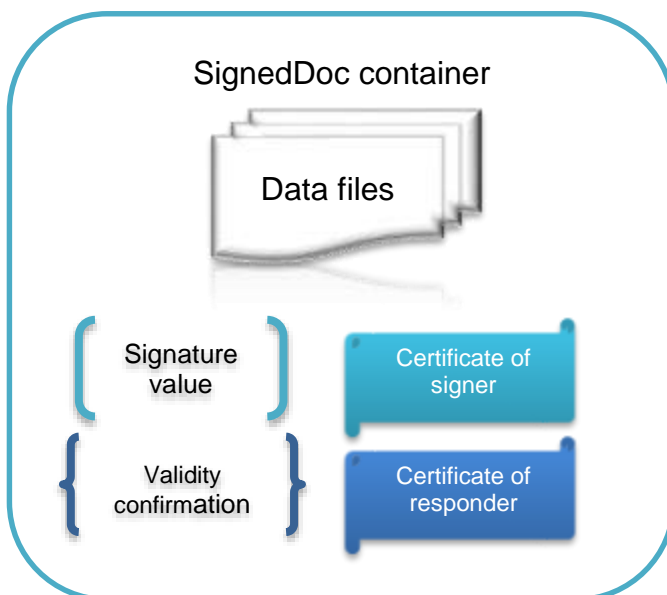 SignedDoc container
Data files
Signature
value
Certificate of
signer
Validity
confirmation
Certificate of
responder